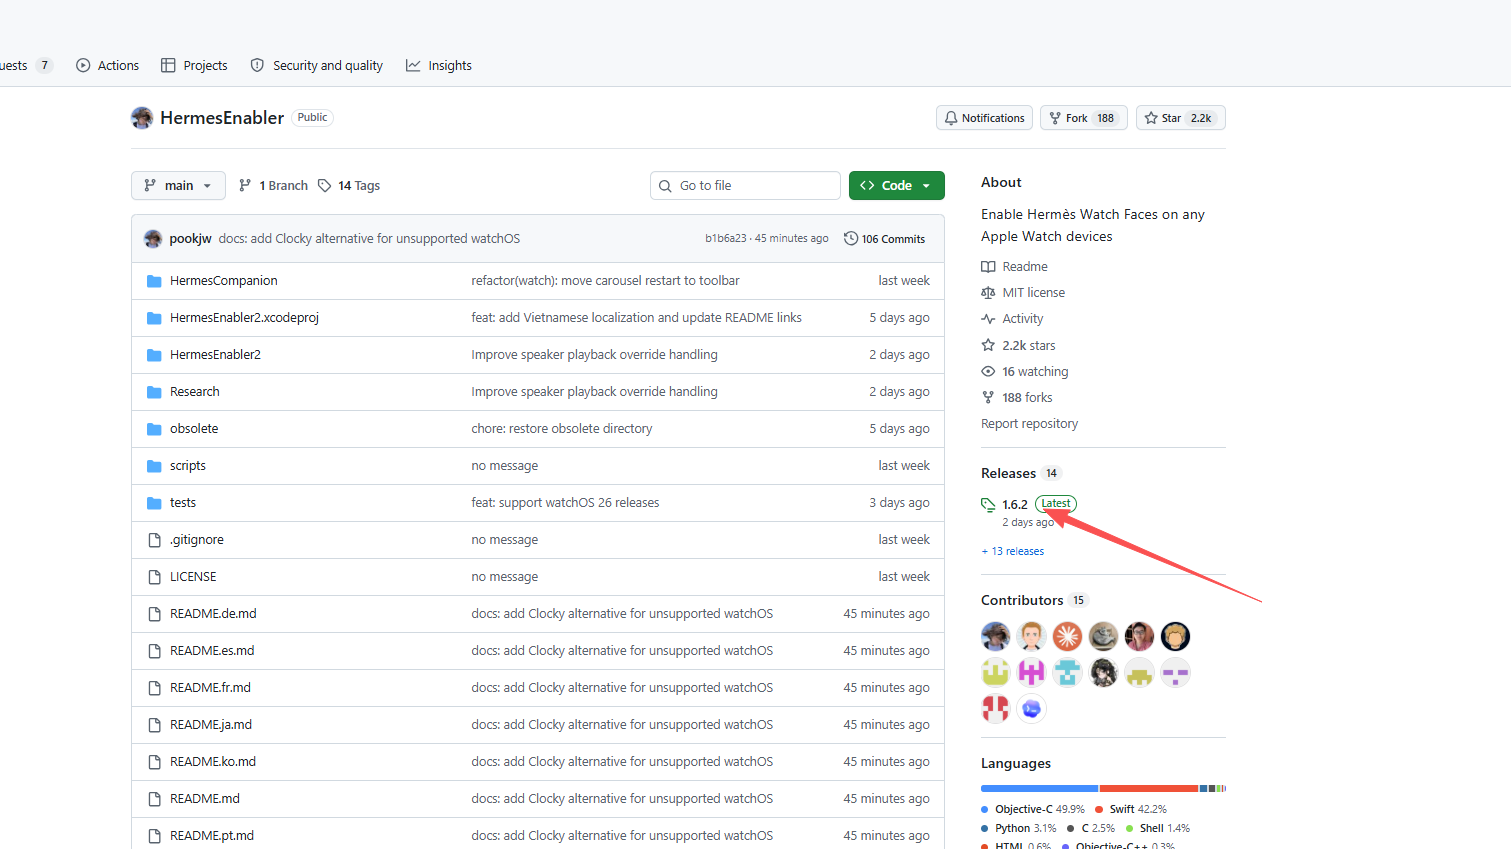 uests 7 Actions Projects Security and quality Insights
HermesEnabler Public Notifications Fork 188 Star 2.2k
main 1 Branch 14 Tags Go to file Code
pookjw docs: add Clocky alternative for unsupported watchOS b1b6a23 · 45 minutes ago 106 Commits
HermesCompanion refactor(watch): move carousel restart to toolbar last week
HermesEnabler2.xcodeproj feat: add Vietnamese localization and update README links 5 days ago
HermesEnabler2 Improve speaker playback override handling 2 days ago
Research Improve speaker playback override handling 2 days ago
obsolete chore: restore obsolete directory 5 days ago
scripts no message last week
tests feat: support watchOS 26 releases 3 days ago
.gitignore no message last week
LICENSE no message last week
README.de.md docs: add Clocky alternative for unsupported watchOS 45 minutes ago
README.es.md docs: add Clocky alternative for unsupported watchOS 45 minutes ago
README.fr.md docs: add Clocky alternative for unsupported watchOS 45 minutes ago
README.ja.md docs: add Clocky alternative for unsupported watchOS 45 minutes ago
README.ko.md docs: add Clocky alternative for unsupported watchOS 45 minutes ago
README.md docs: add Clocky alternative for unsupported watchOS 45 minutes ago
README.pt.md docs: add Clocky alternative for unsupported watchOS 45 minutes ago
About
Enable Hermès Watch Faces on any
Apple Watch devices
Readme
MIT license
Activity
2.2k stars
16 watching
188 forks
Report repository
Releases 14
1.6.2 Latest
2 days ago
+ 13 releases
Contributors 15
Languages
Objective-C 49.9% Swift 42.2%
Python 3.1% C 2.5% Shell 1.4%
HTML 0.6% Objective-C++ 0.3%